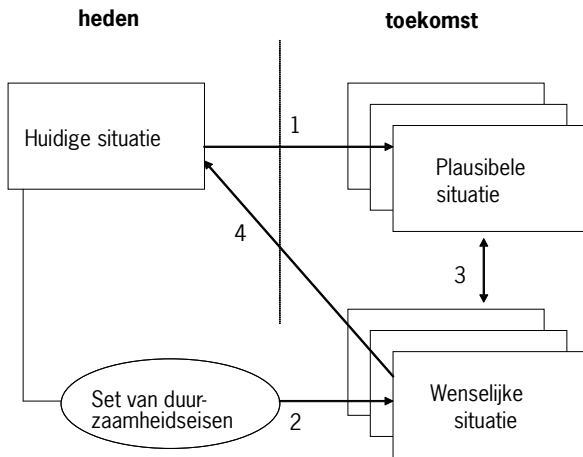 heden
toekomst
Huidige situatie
1
Plausibele
situatie
4
3
Set van duur-
zaamheidseisen
2
Wenselijke
situatie